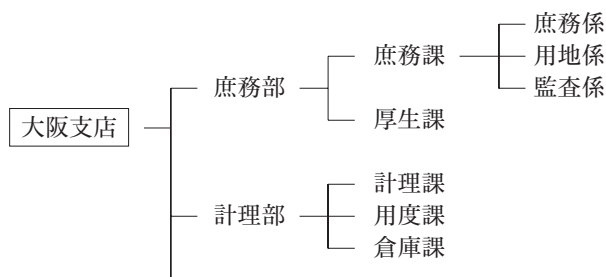 大阪支店
庶務部
庶務課
庶務係
用地係
監査係
厚生課
計理部
計理課
用度課
倉庫課